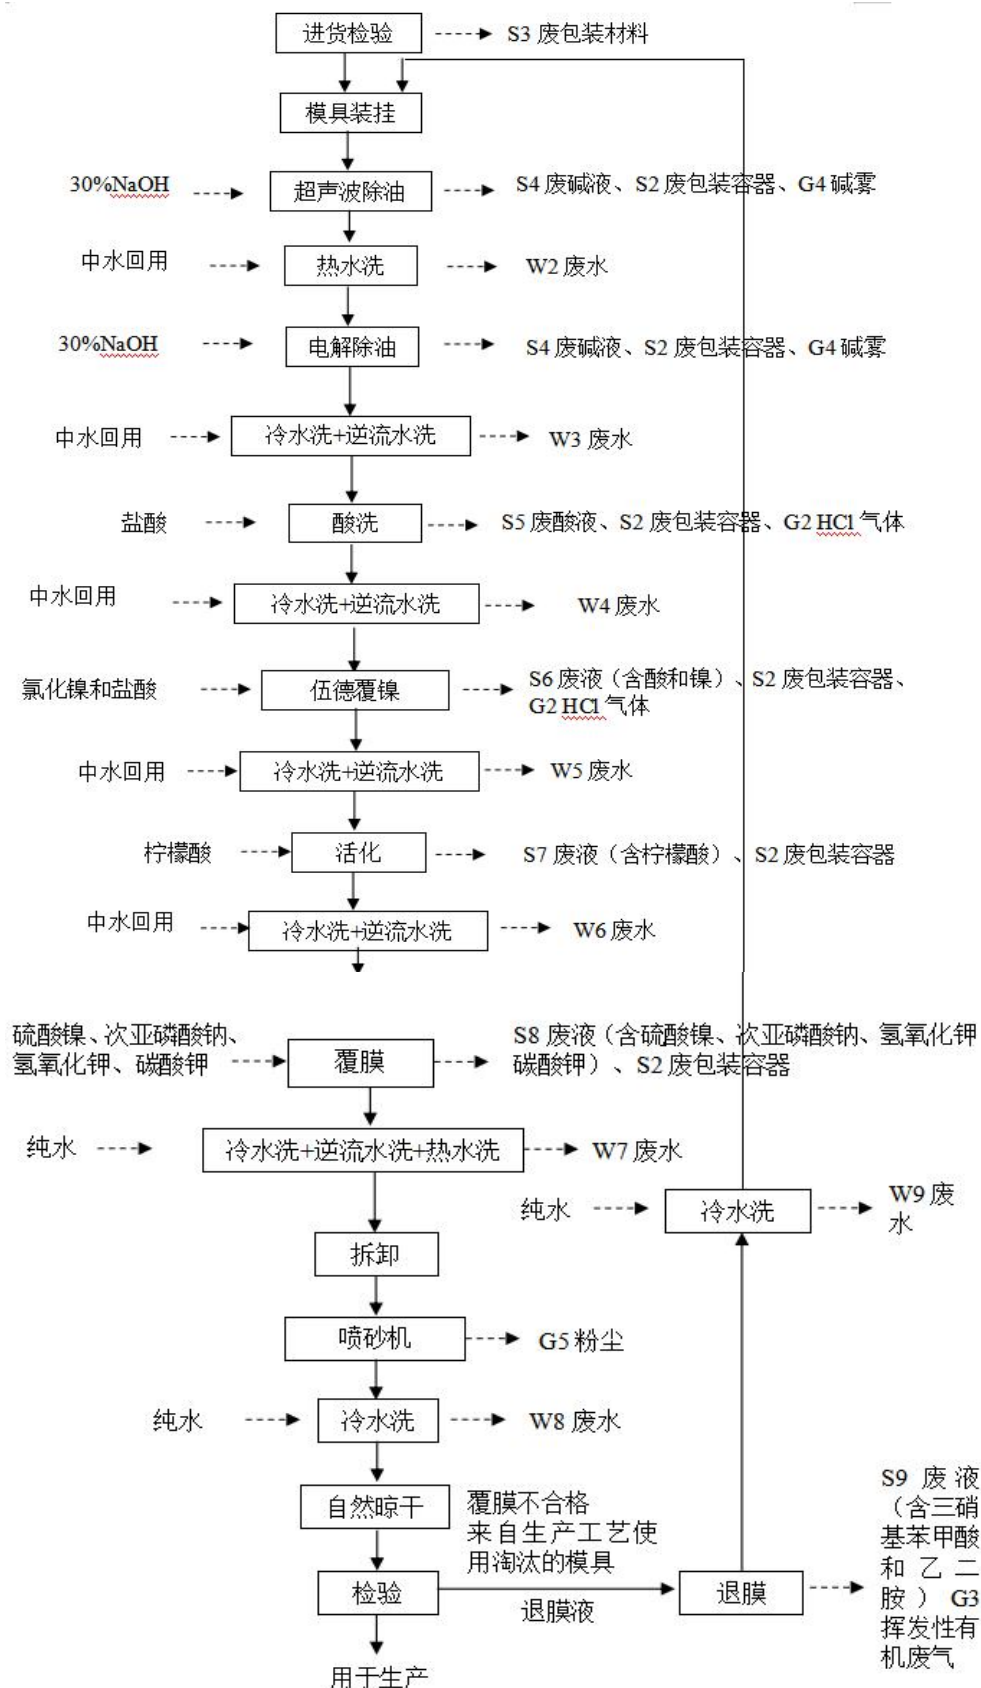 进货检验
S3 废包装材料
模具装挂
30%NaOH
超声波除油
S4 废碱液、S2 废包装容器、G4 碱雾
中水回用
热水洗
W2 废水
30%NaOH
电解除油
S4 废碱液、S2 废包装容器、G4 碱雾
中水回用
冷水洗+逆流水洗
W3 废水
盐酸
酸洗
S5 废酸液、S2 废包装容器、G2 HCl 气体
中水回用
冷水洗+逆流水洗
W4 废水
氯化镍和盐酸
伍德覆镍
S6 废液（含酸和镍）、S2 废包装容器、
G2 HCl 气体
中水回用
冷水洗+逆流水洗
W5 废水
柠檬酸
活化
S7 废液（含柠檬酸）、S2 废包装容器
中水回用
冷水洗+逆流水洗
W6 废水
硫酸镍、次亚磷酸钠、
氢氧化钾、碳酸钾
覆膜
S8 废液（含硫酸镍、次亚磷酸钠、氢氧化钾
碳酸钾）、S2 废包装容器
纯水
冷水洗+逆流水洗+热水洗
W7 废水
纯水
冷水洗
W9 废
水
拆卸
喷砂机
G5 粉尘
纯水
冷水洗
W8 废水
自然晾干
覆膜不合格
来自生产工艺使
用淘汰的模具
检验
退膜液
退膜
S9 废液
（含三硝
基苯甲酸
和乙二
胺）G3
挥发性有
机废气
用于生产